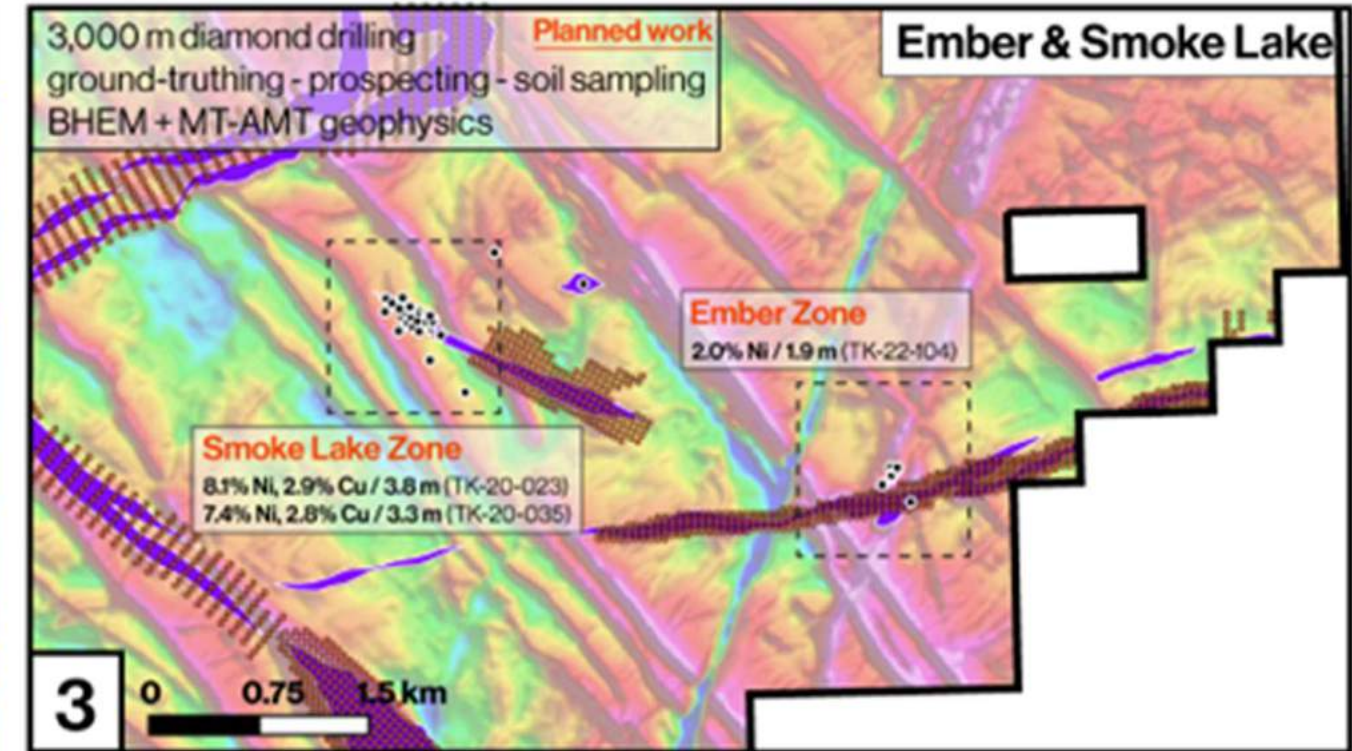 3,000 m diamond drilling
Planned work
ground-truthing - prospecting - soil sampling
BHEM + MT-AMT geophysics
Ember & Smoke Lake
Ember Zone
2.0% Ni / 1.9 m (TK-22-104)
Smoke Lake Zone
8.1% Ni, 2.9% Cu / 3.8 m (TK-20-023)
7.4% Ni, 2.8% Cu / 3.3 m (TK-20-035)
3
0 0.75 1.5 km